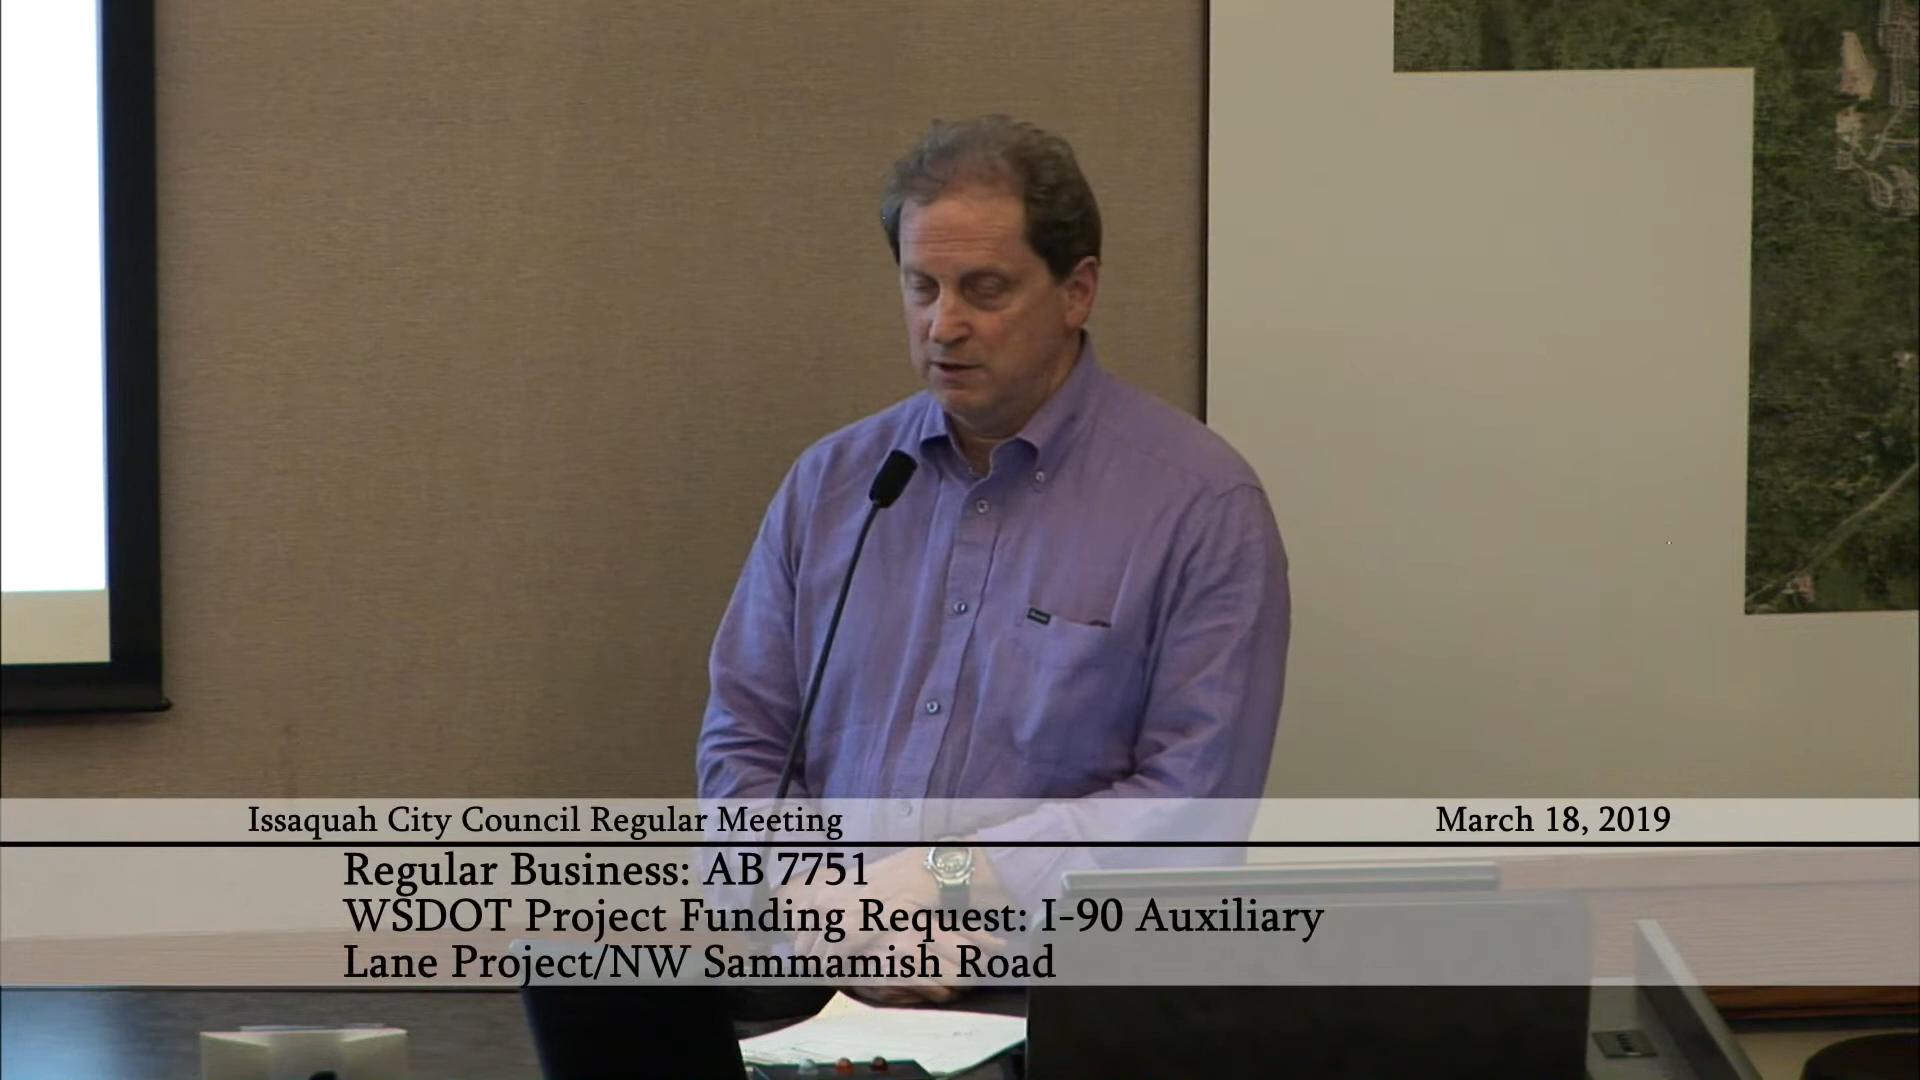 Issaquah City Council Regular Meeting
March 18, 2019
Regular Business: AB 7751
WSDOT Project Funding Request: I-90 Auxiliary
Lane Project/NW Sammamish Road